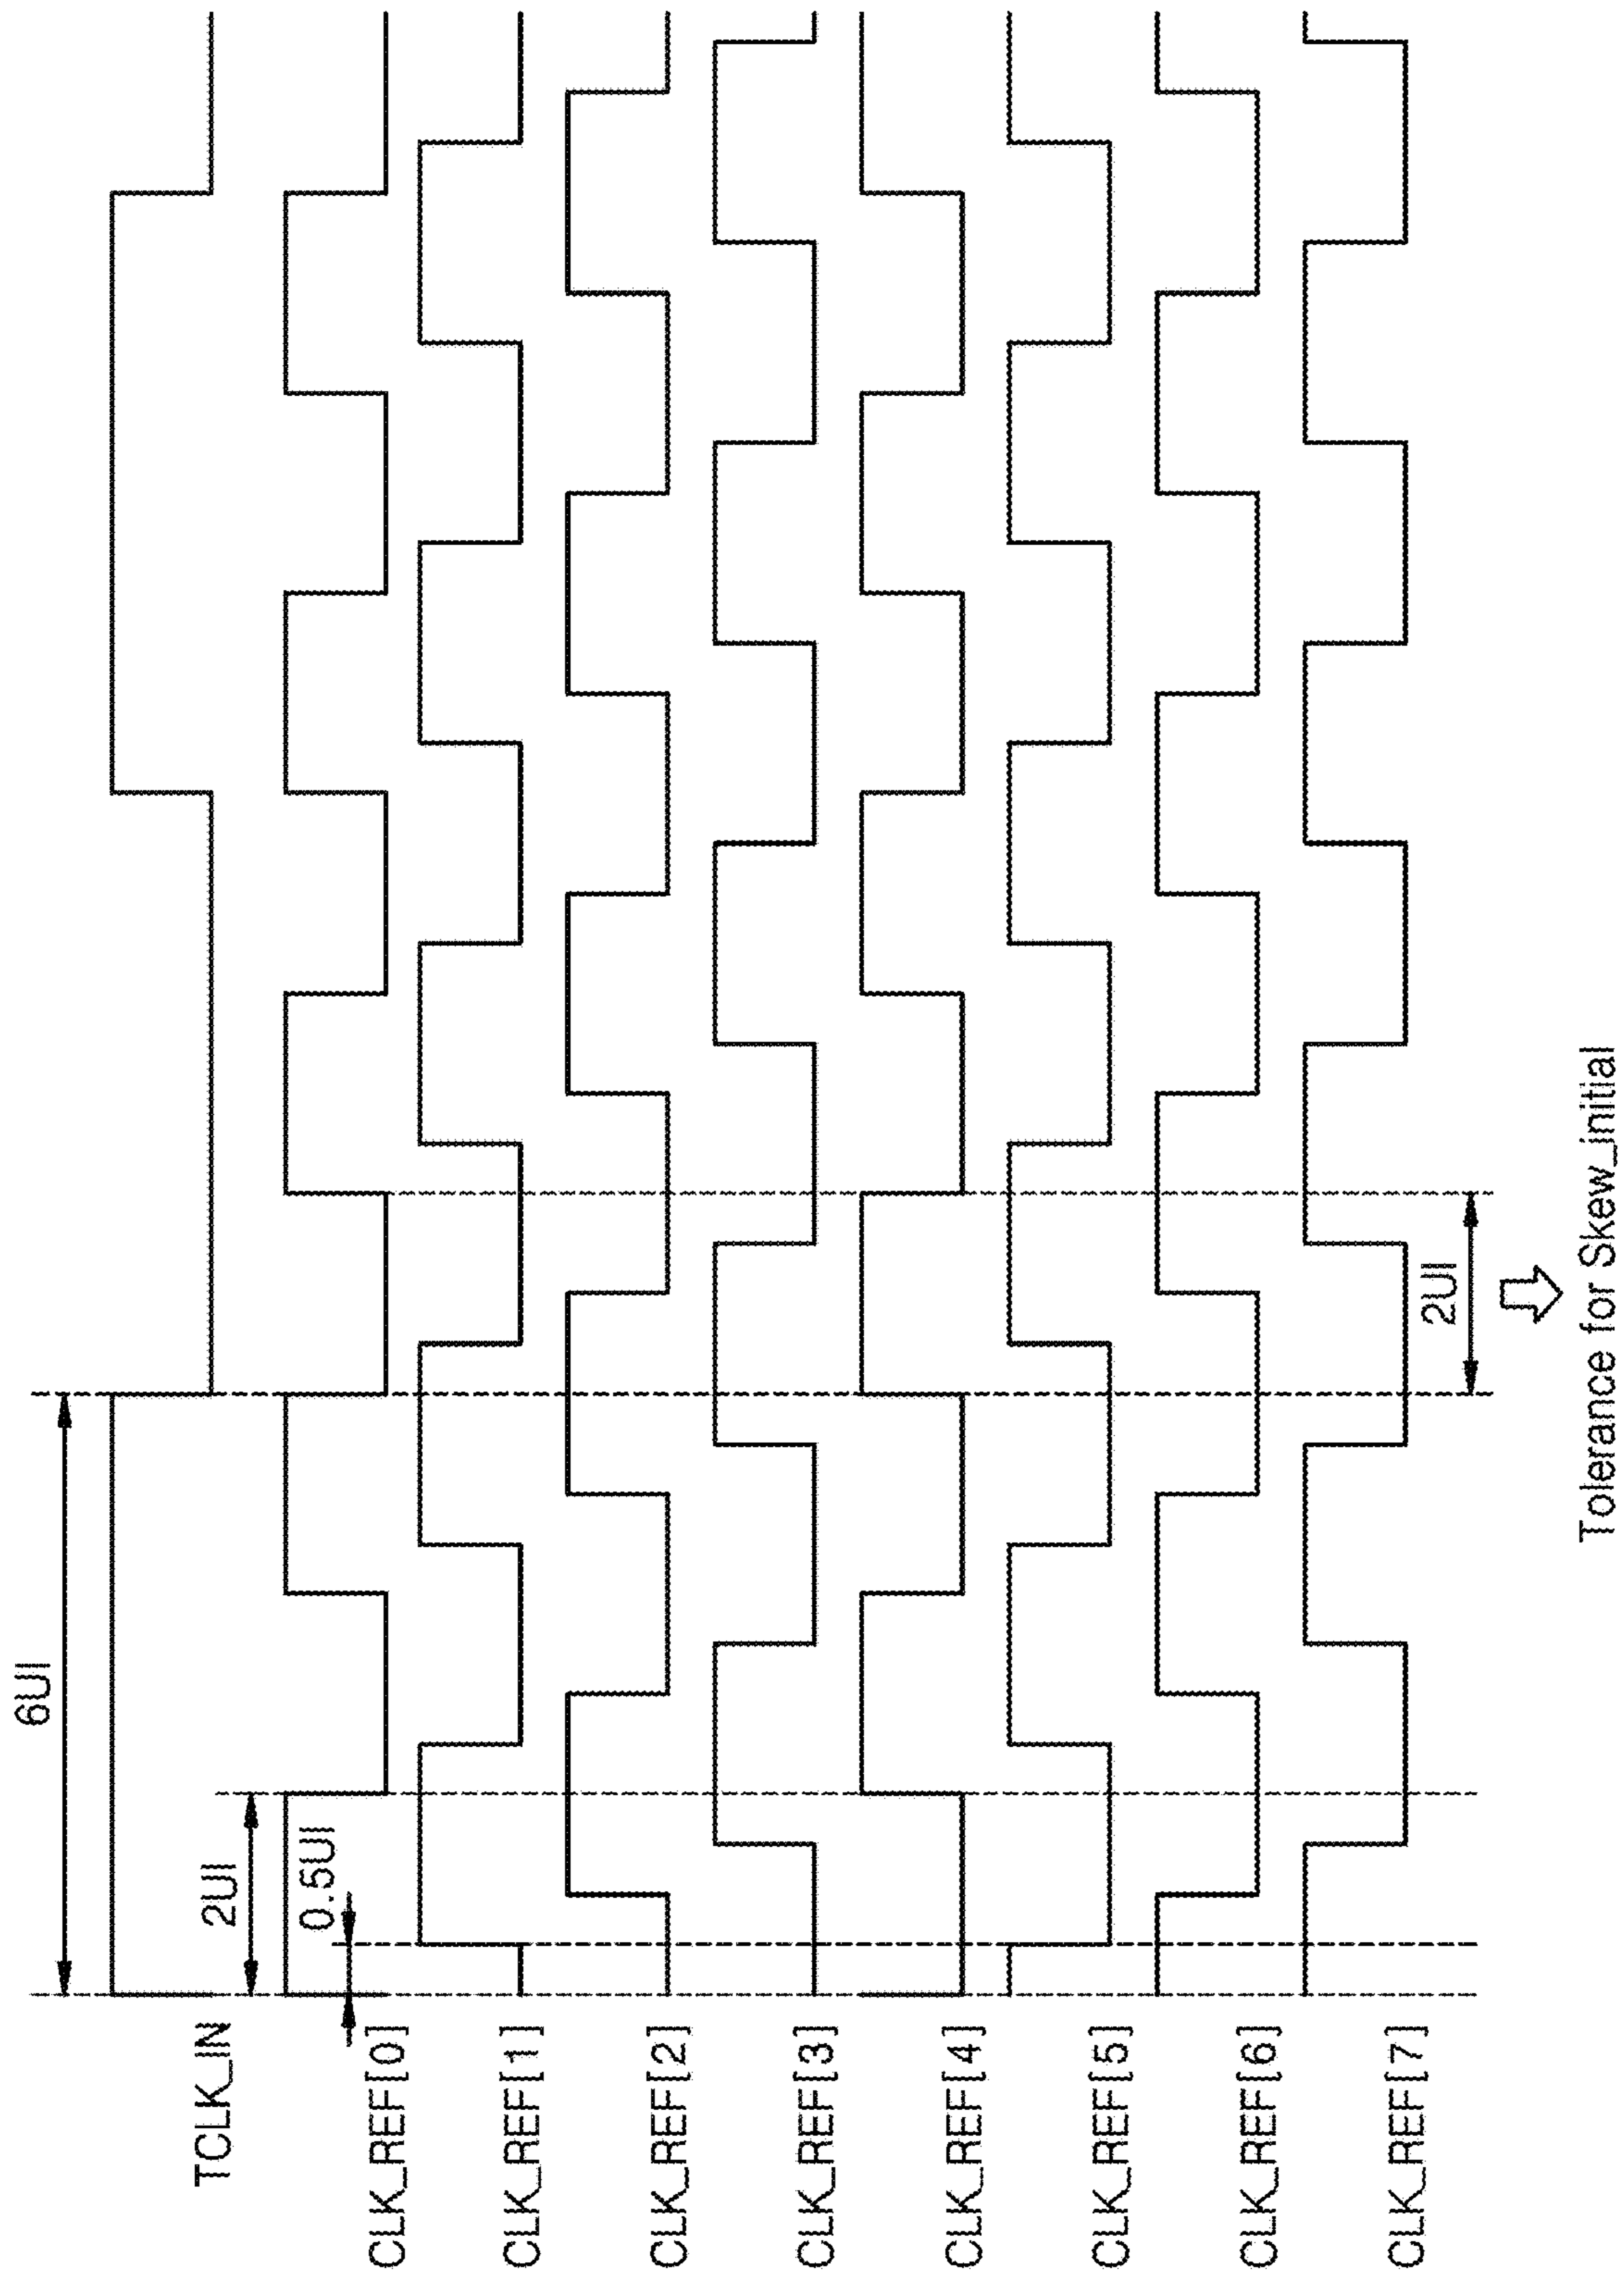 6UI
TCLK_IN
2UI
CLK_REF[0]
0.5UI
CLK_REF[1]
CLK_REF[2]
CLK_REF[3]
CLK_REF[4]
CLK_REF[5]
CLK_REF[6]
CLK_REF[7]
2UI
Tolerance for Skew_initial